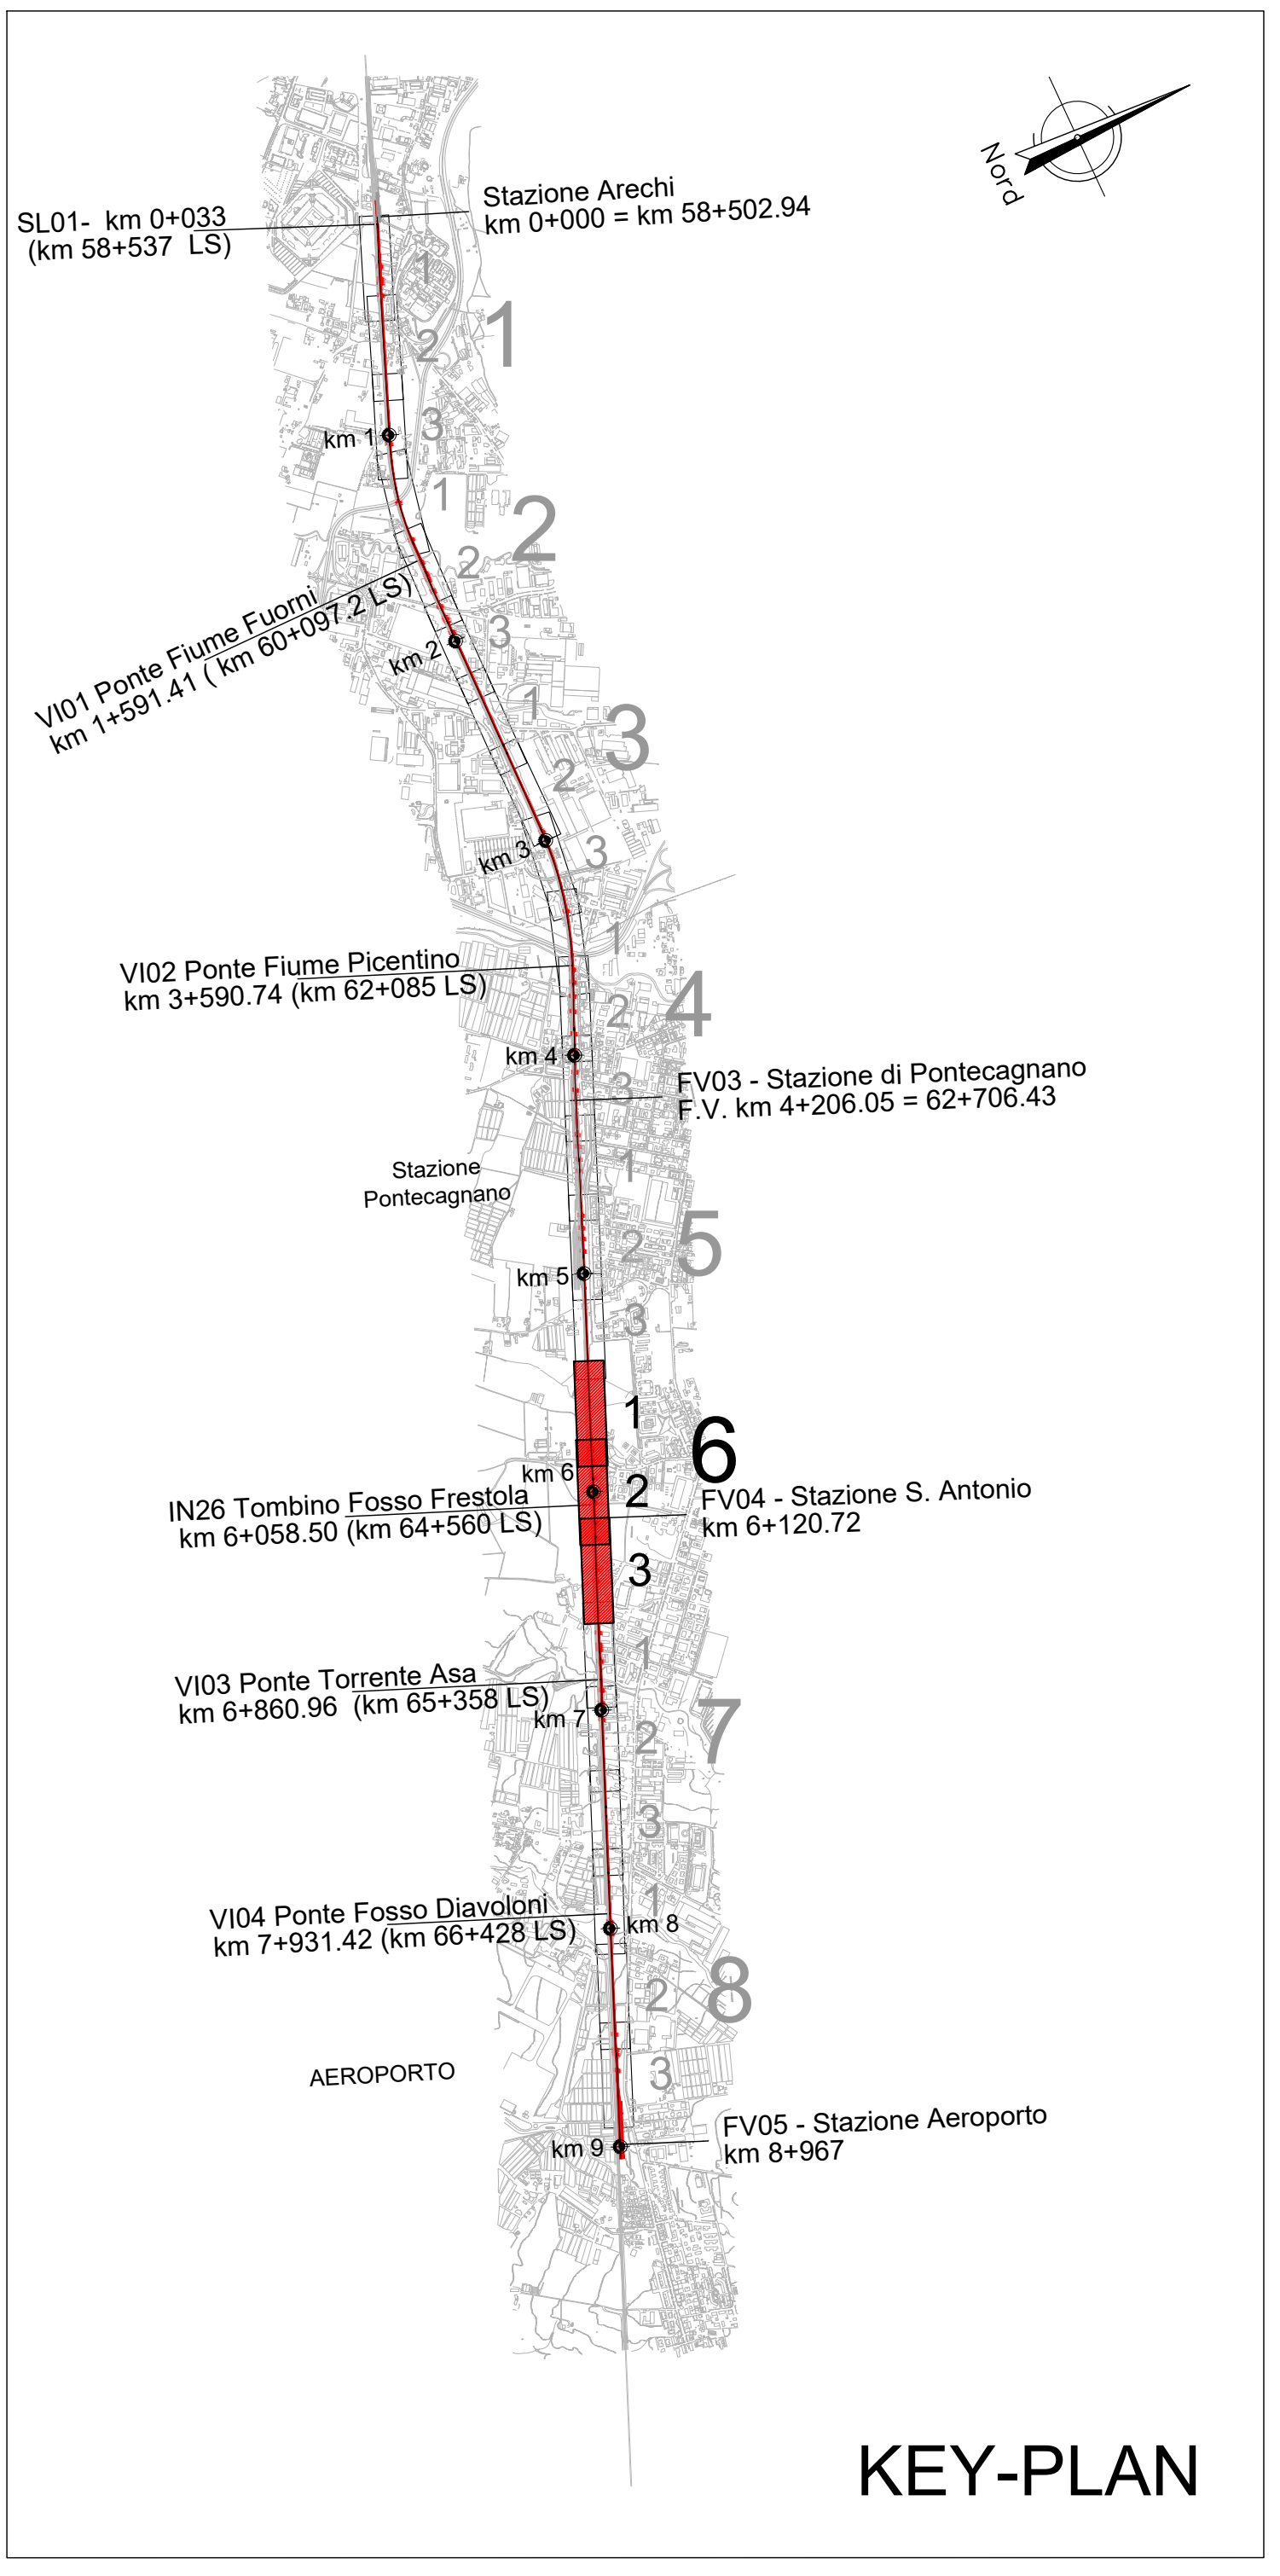 Nord
Stazione Arechi
km 0+000 = km 58+502.94
SL01-  km 0+033
(km 58+537  LS)
1
2
1
3
km 1
1
2
2
3
VI01 Ponte Fiume Fuorni
km 1+591.41 ( km 60+097.2 LS)
km 2
1
3
2
km 3
3
1
VI02 Ponte Fiume Picentino
km 3+590.74 (km 62+085 LS)
2
4
km 4
3
FV03 - Stazione di Pontecagnano
F.V. km 4+206.05 = 62+706.43
Stazione
Pontecagnano
1
2
5
km 5
3
1
6
km 6
2
IN26 Tombino Fosso Frestola
km 6+058.50 (km 64+560 LS)
FV04 - Stazione S. Antonio
km 6+120.72
3
1
VI03 Ponte Torrente Asa
km 6+860.96  (km 65+358 LS)
km 7
2
7
3
1
VI04 Ponte Fosso Diavoloni
km 7+931.42 (km 66+428 LS)
km 8
2
8
3
AEROPORTO
FV05 - Stazione Aeroporto
km 8+967
km 9
KEY-PLAN